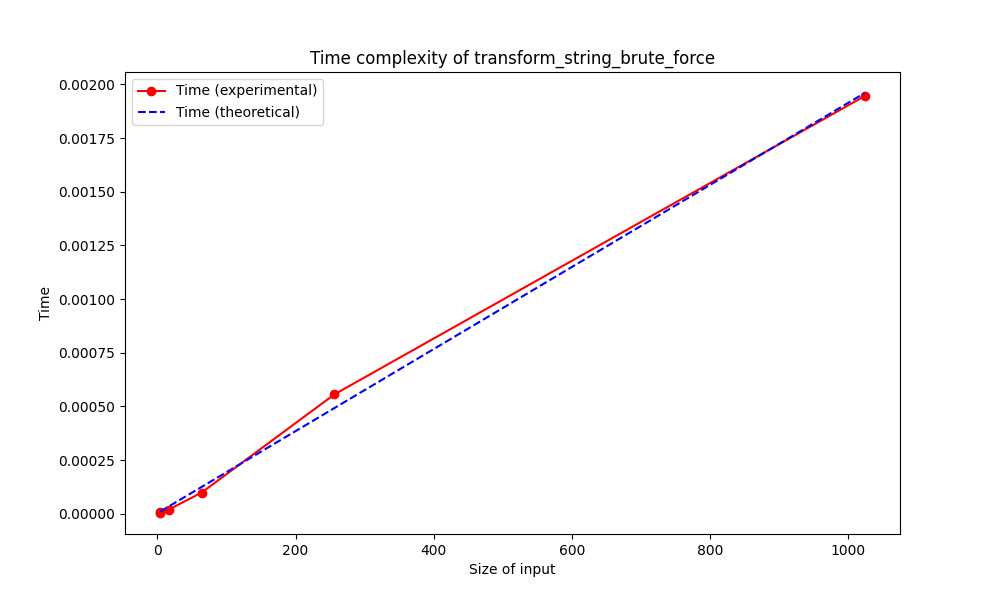 Time complexity of transform_string_brute_force
Time (experimental)
Time (theoretical)
0.00200
0.00175
0.00150
0.00125
0.00100
0.00075
0.00050
0.00025
0.00000
Time
0 200 400 600 800 1000
Size of input